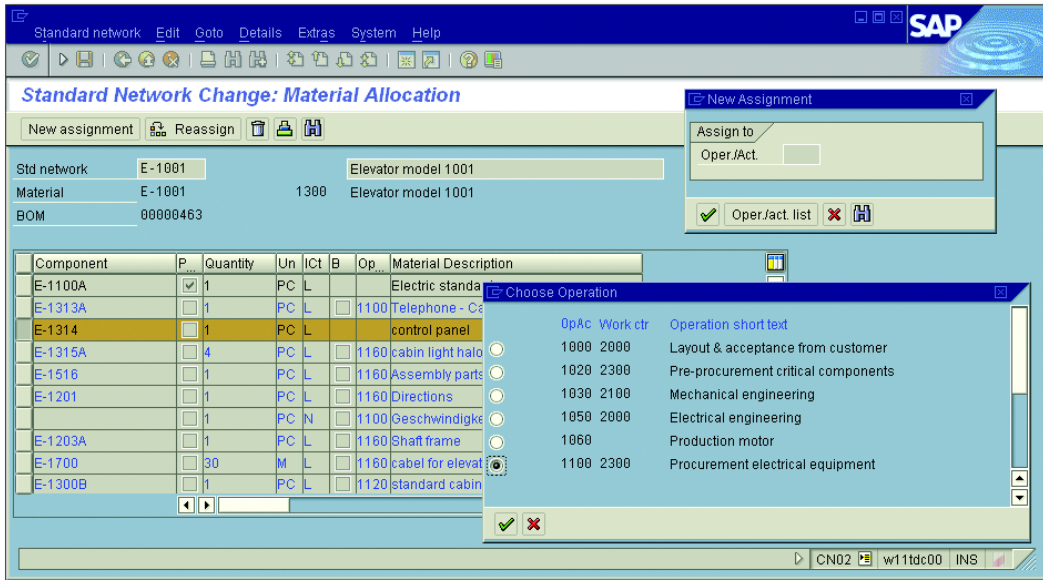 Standard network Edit Goto Details Extras System Help
SAP
Standard Network Change: Material Allocation
New assignment Reassign
Std network E-1001 Elevator model 1001
Material E-1001 1300 Elevator model 1001
BOM 00000463
New Assignment
Assign to
Oper./Act.
Oper./act. list
Component P... Quantity Un ICt B Op... Material Description
E-1100A 1 PC L Electric standa
E-1313A 1 PC L 1100 Telephone - Ca
E-1314 1 PC L control panel
E-1315A 4 PC L 1160 cabin light halo
E-1516 1 PC L 1160 Assembly parts
E-1201 1 PC L 1160 Directions
1 PC N 1100 Geschwindigke
E-1203A 1 PC L 1160 Shaft frame
E-1700 30 M L 1160 cabel for elevat
E-1300B 1 PC L 1120 standard cabin
Choose Operation
OpAc Work ctr Operation short text
1000 2000 Layout & acceptance from customer
1020 2300 Pre-procurement critical components
1030 2100 Mechanical engineering
1050 2000 Electrical engineering
1060 Production motor
1100 2300 Procurement electrical equipment
CN02 w11tdc00 INS